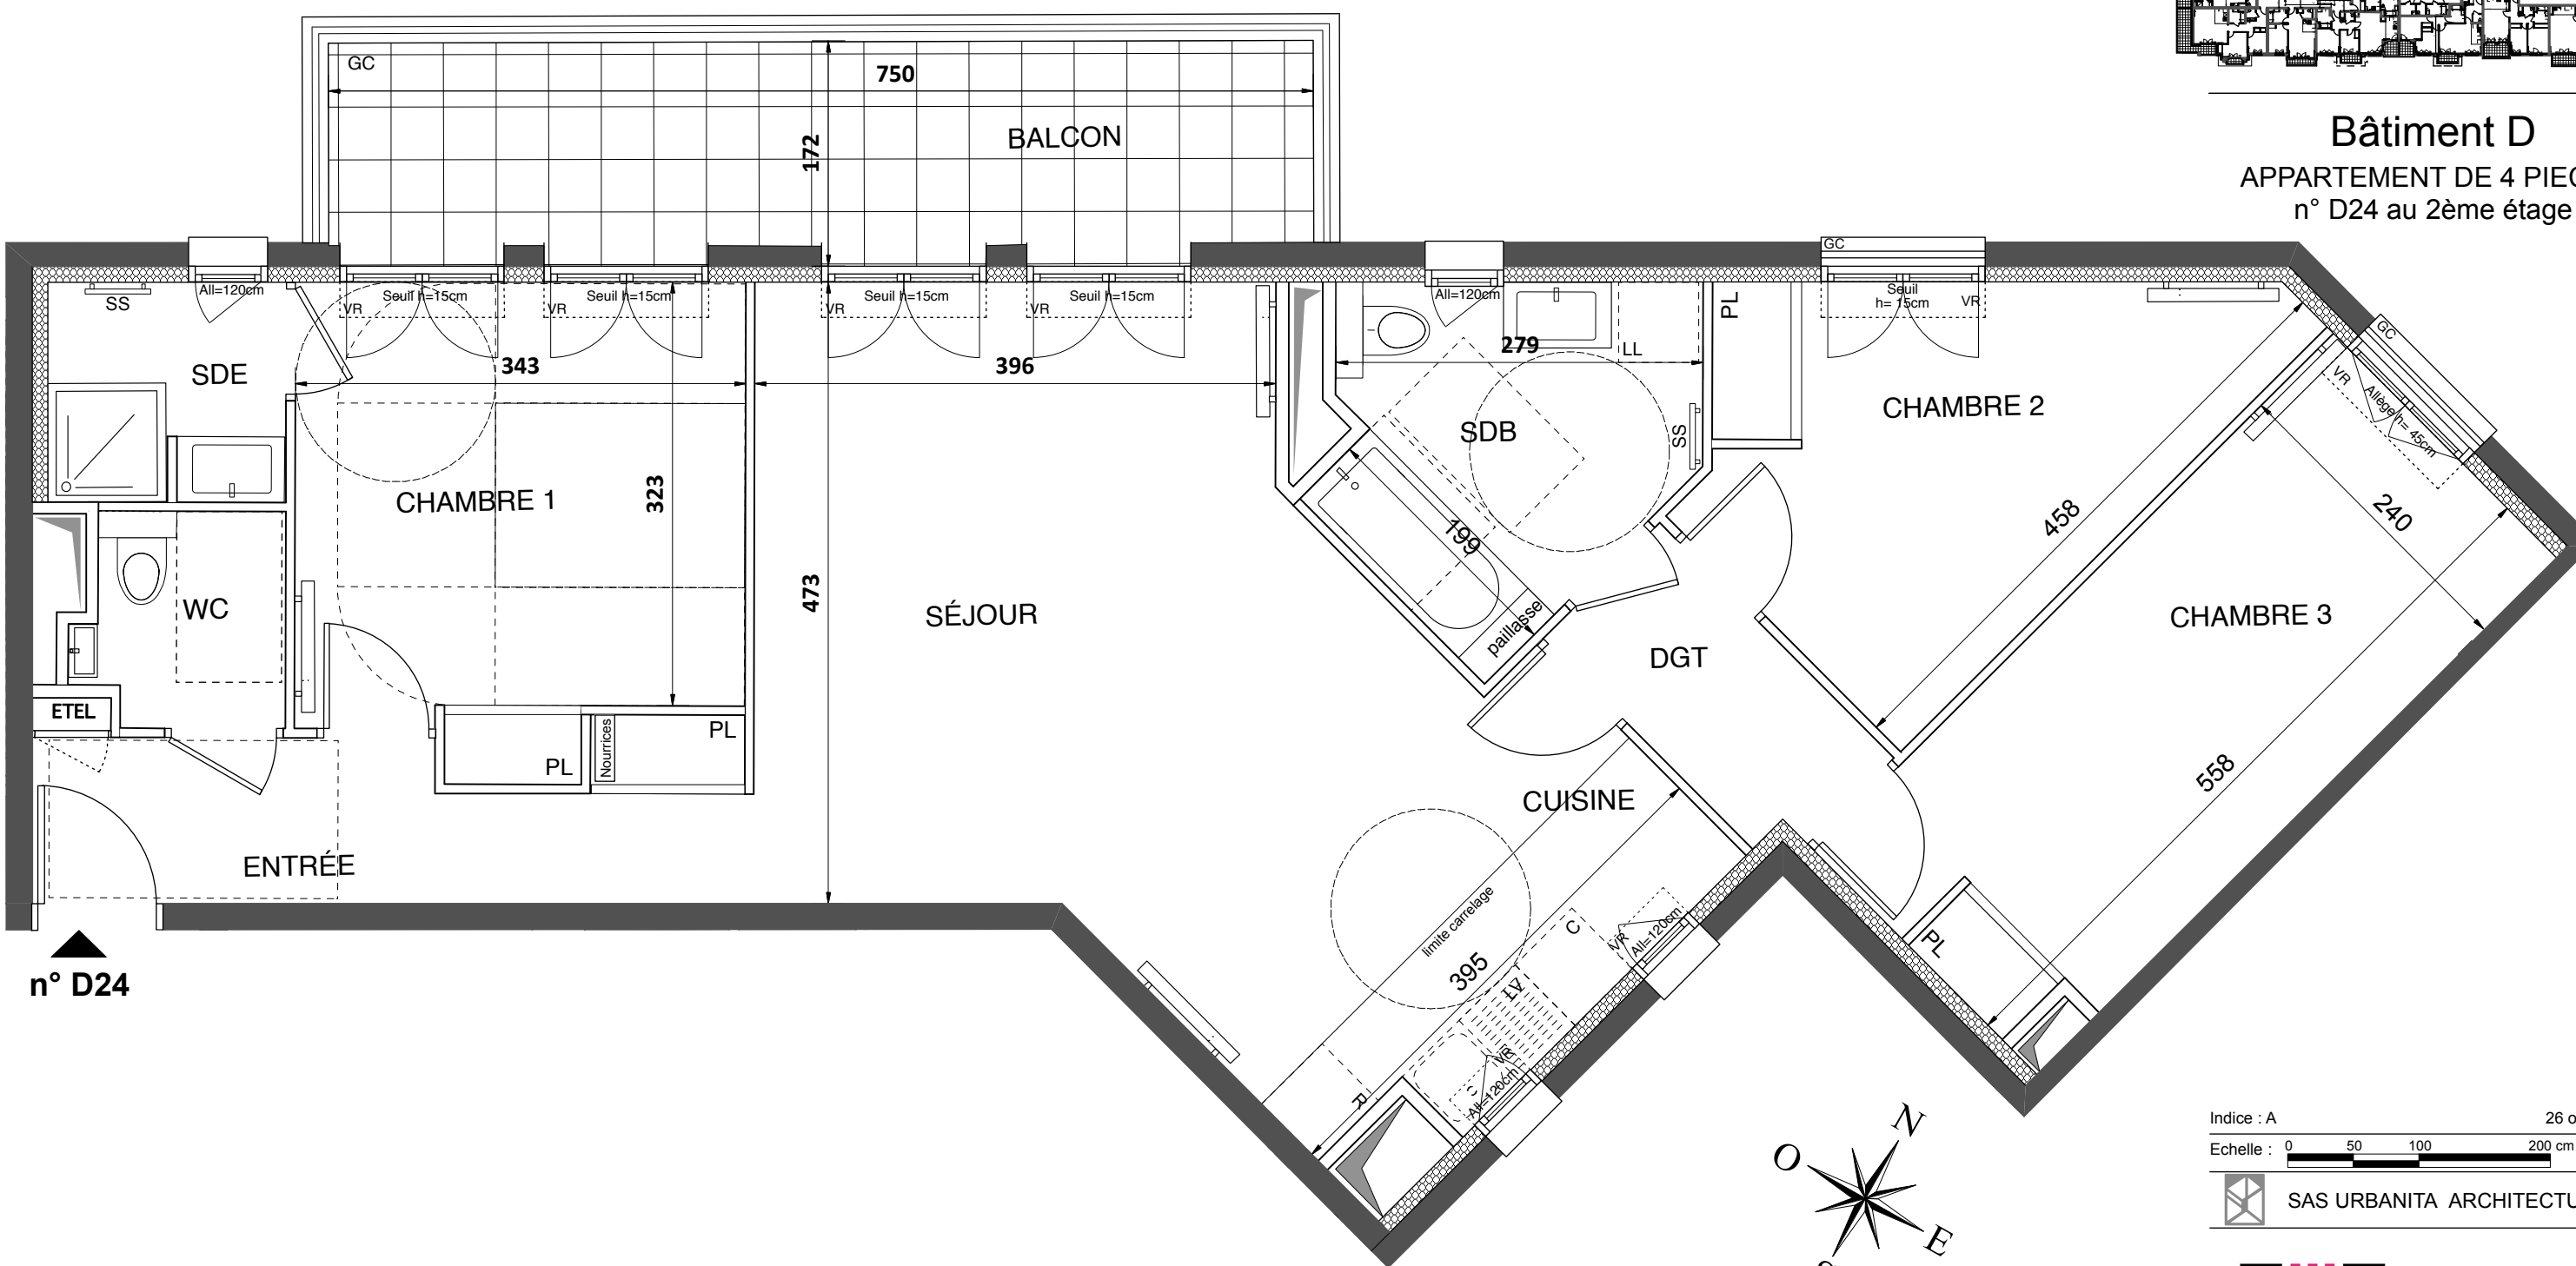 GC
750
172
BALCON
Bâtiment D
APPARTEMENT DE 4 PIEC
n° D24 au 2ème étage
SS
All=120cm
VR
Seuil h=15cm
VR
Seuil h=15cm
VR
Seuil h=15cm
VR
Seuil h=15cm
All=120cm
PL
GC
Seuil
h= 15cm
VR
GC
VR
Allège h= 45cm
SDE
343
396
279
LL
CHAMBRE 1
323
SDB
SS
CHAMBRE 2
458
240
199
paillasse
473
WC
SÉJOUR
DGT
CHAMBRE 3
558
ETEL
PL
Nourrices
PL
CUISINE
ENTRÉE
limite carrelage
395
C
VR
All=120cm
AT
VR
C
All=120cm
R
PL
n° D24
N
O
E
Indice : A
26 o
Echelle :
0 50 100 200 cm
SAS URBANITA ARCHITECTU